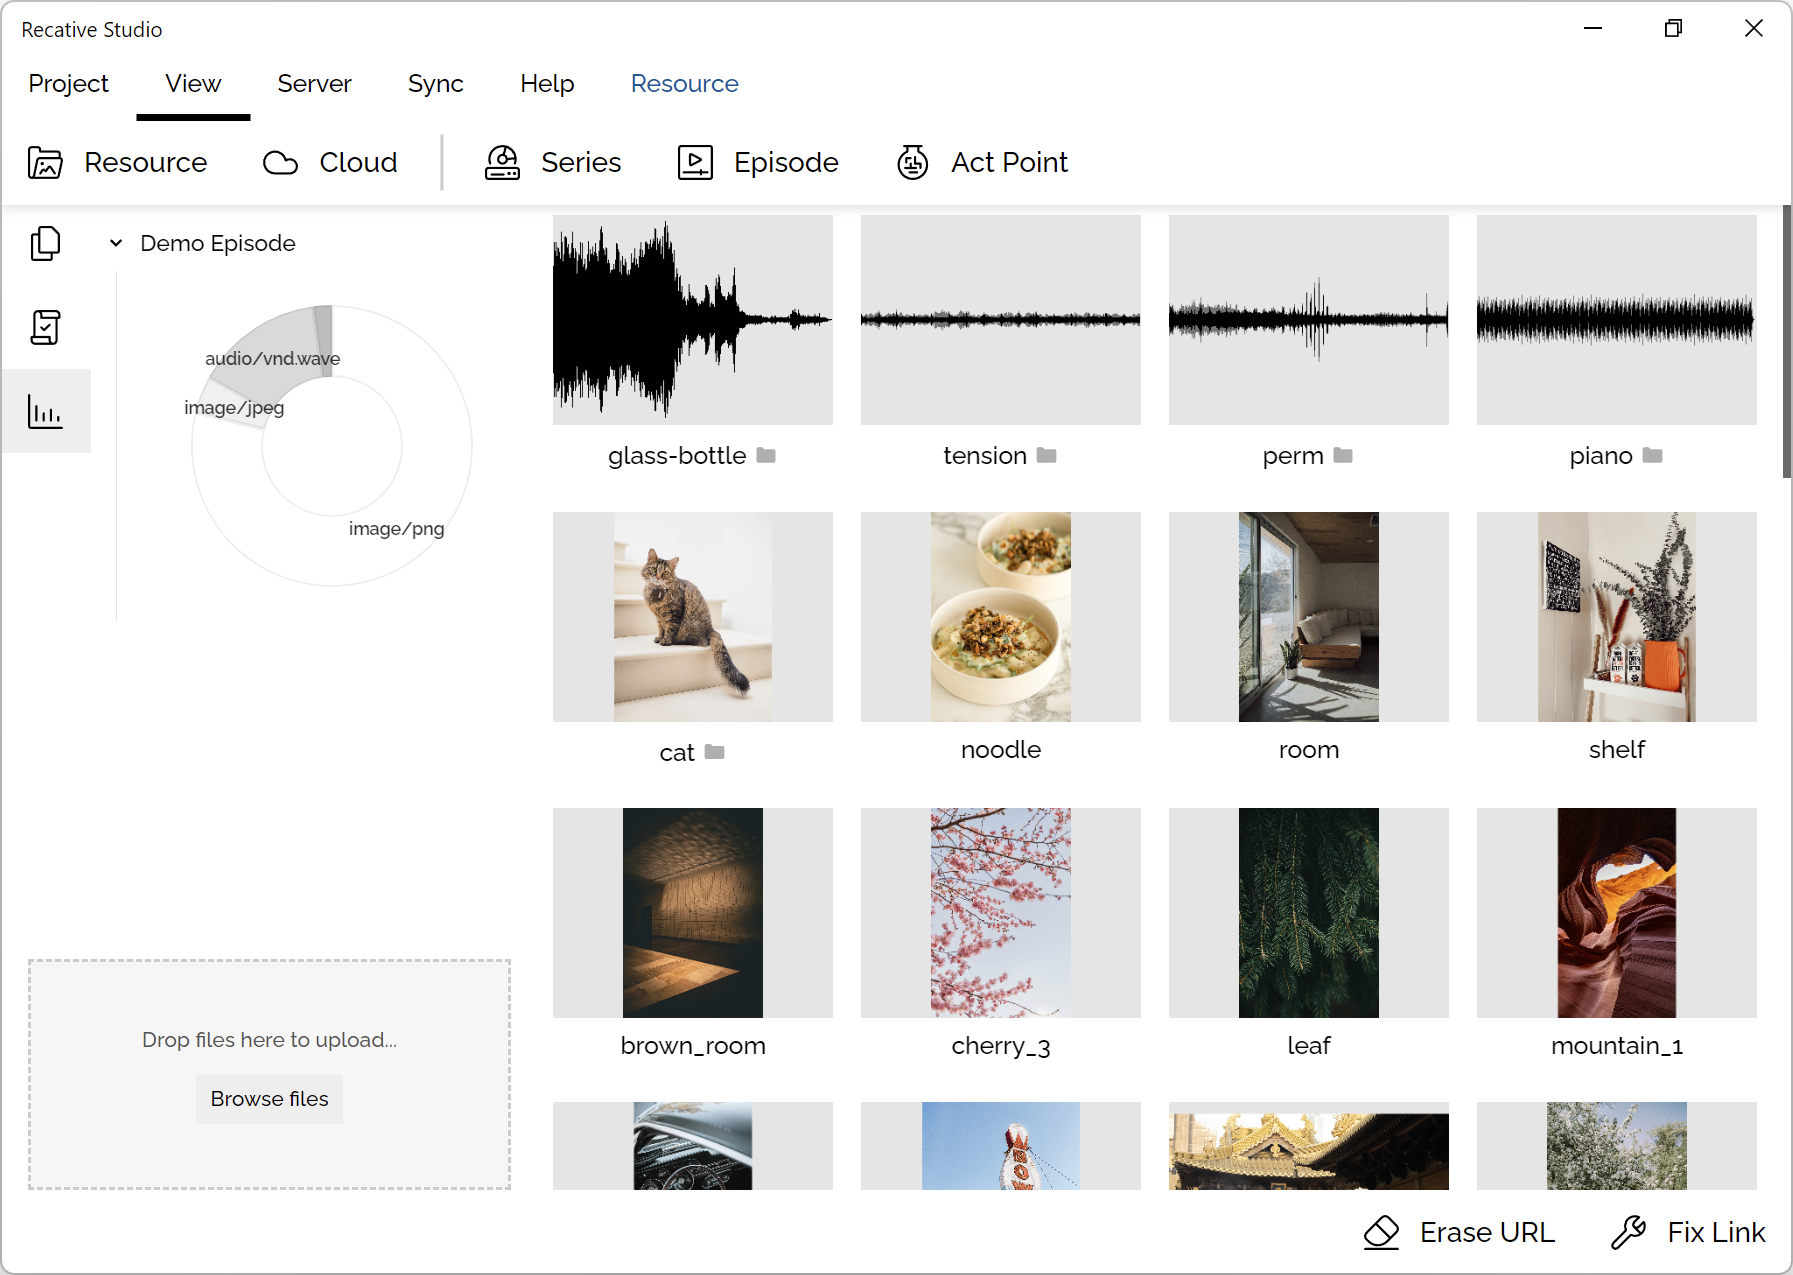 Recative Studio
Project View Server Sync Help Resource
Resource Cloud Series Episode Act Point
Demo Episode
audio/vnd.wave
image/jpeg
image/png
glass-bottle tension perm piano
cat noodle room shelf
brown_room cherry_3 leaf mountain_1
BO
Drop files here to upload...
Browse files
Erase URL Fix Link